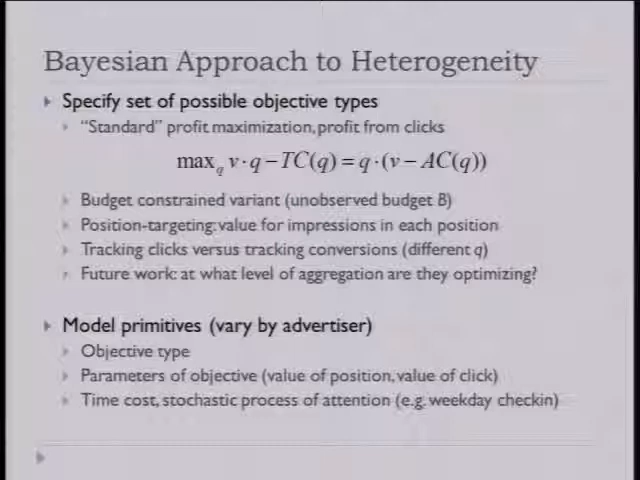 Bayesian Approach to Heterogeneity
Specify set of possible objective types
"Standard" profit maximization, profit from clicks
max_q v·q−TC(q)=q·(v−AC(q))
Budget constrained variant (unobserved budget B)
Position-targeting: value for impressions in each position
Tracking clicks versus tracking conversions (different q)
Future work: at what level of aggregation are they optimizing?
Model primitives (vary by advertiser)
Objective type
Parameters of objective (value of position, value of click)
Time cost, stochastic process of attention (e.g. weekday checkin)